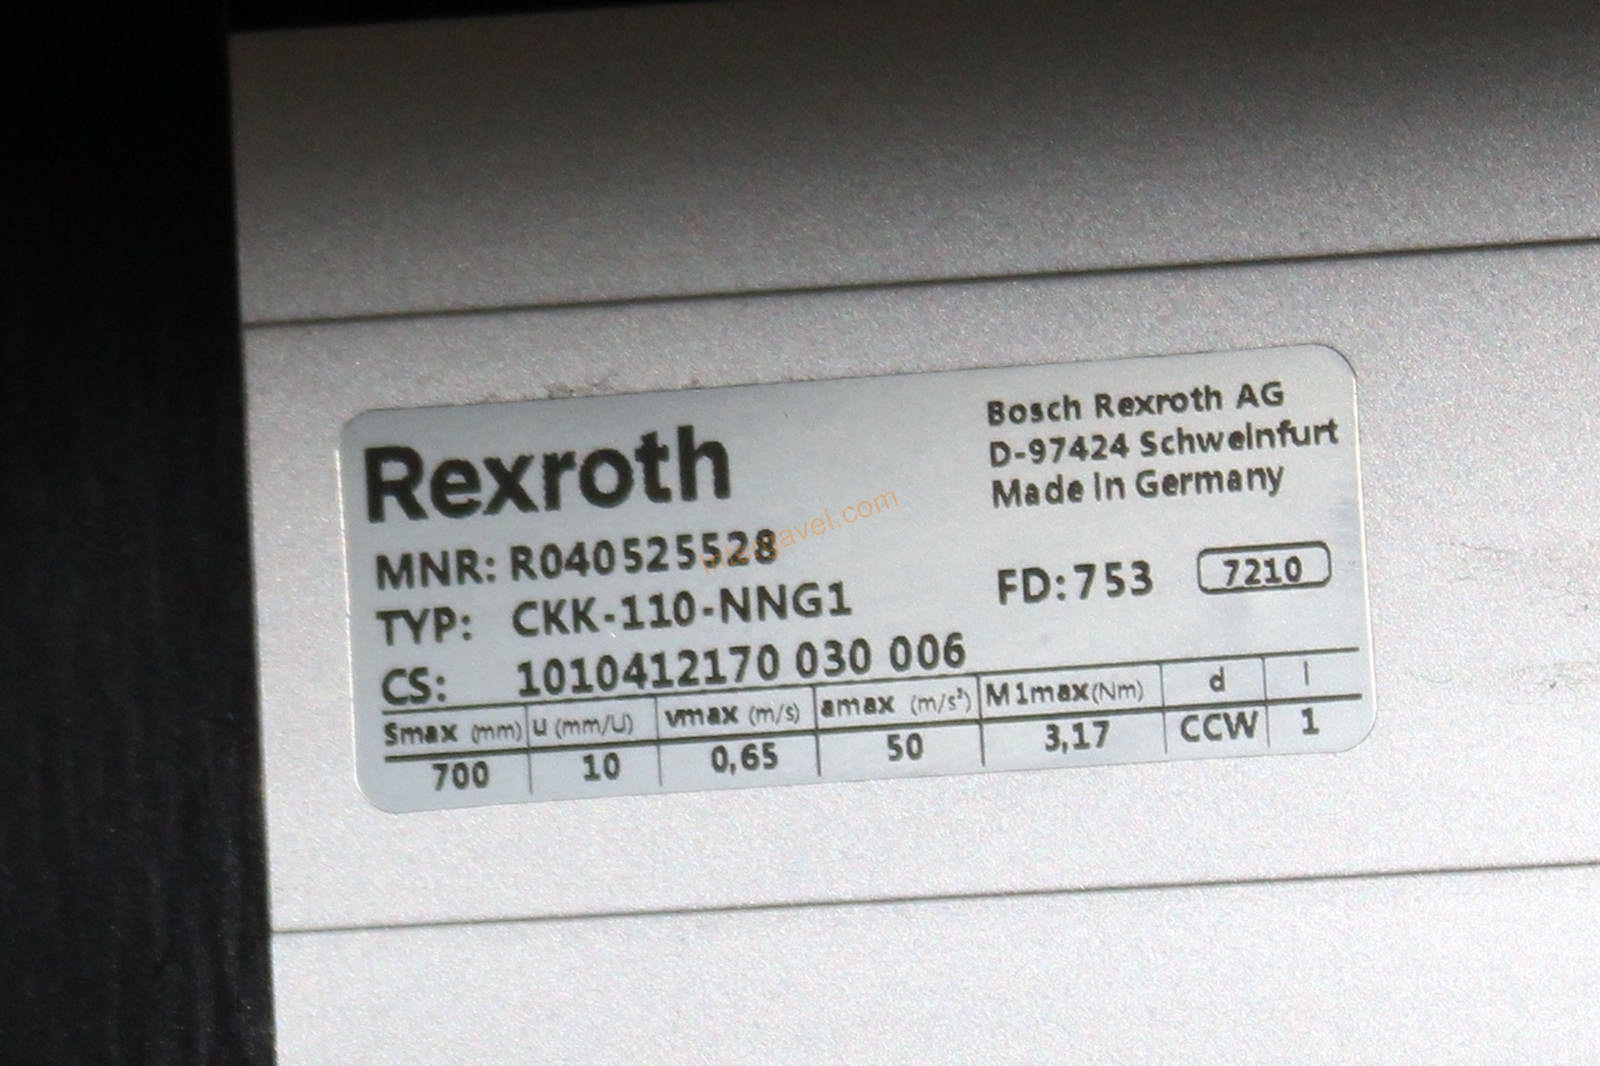 Rexroth
Bosch Rexroth AG
D-97424 Schweinfurt
Made In Germany
MNR: R040525528
TYP: CKK-110-NNG1
FD:753 7210
CS: 1010412170 030 006
Smax (mm) u (mm/U) vmax (m/s) amax (m/s²) M1max(Nm) d I
700 10 0,65 50 3,17 CCW 1